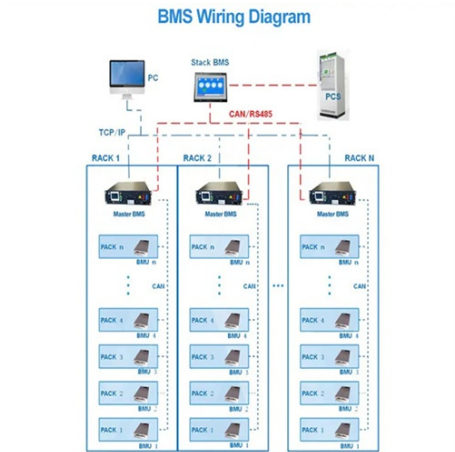 BMS Wiring Diagram
PC
Stack BMS
PCS
CAN/RS485
TCP/IP
RACK 1
RACK 2
RACK N
Master BMS
Master BMS
Master BMS
PACK n
BMU n
PACK n
BMU n
PACK n
BMU n
CAN
CAN
CAN
PACK 4
BMU 4
PACK 4
BMU 4
PACK 4
BMU 4
PACK 3
BMU 3
PACK 3
BMU 3
PACK 3
BMU 3
PACK 2
BMU 2
PACK 2
BMU 2
PACK 2
BMU 2
PACK 1
BMU 1
PACK 1
BMU 1
PACK 1
BMU 1